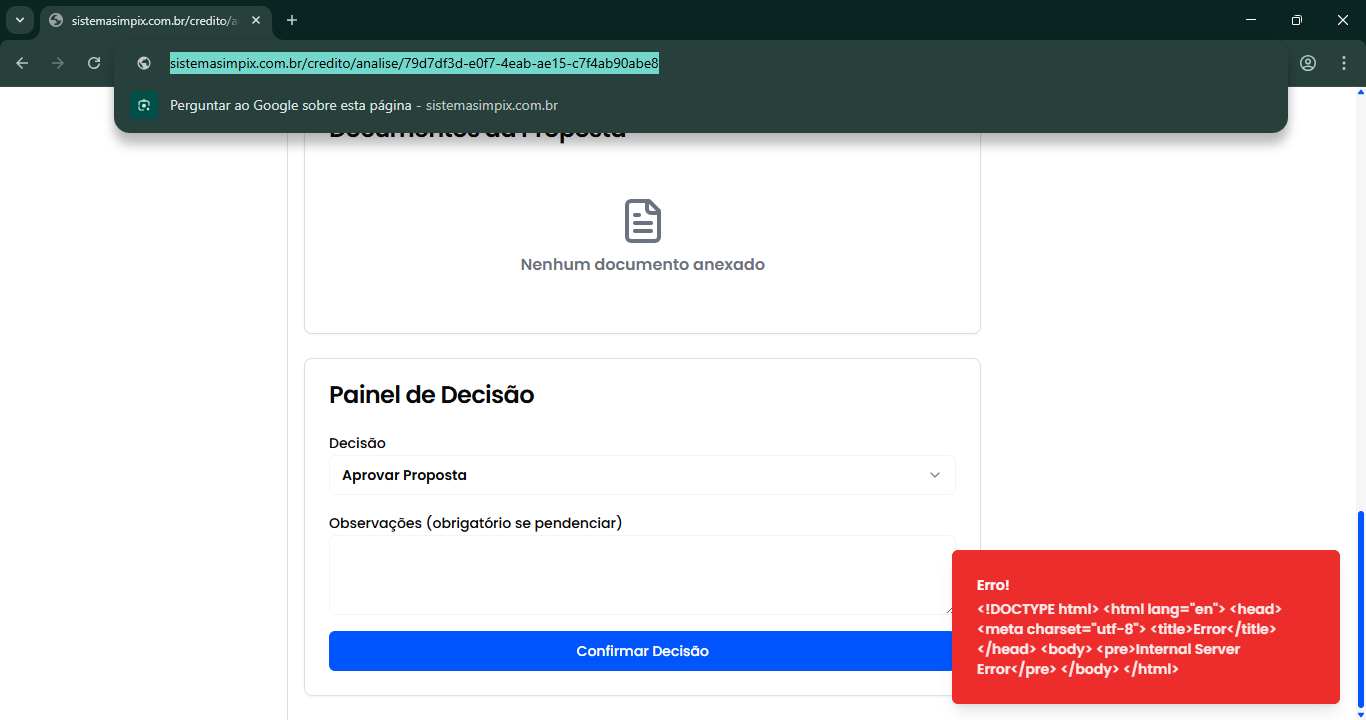 sistemasimpix.com.br/credito/a
sistemasimpix.com.br/credito/analise/79d7df3d-e0f7-4eab-ae15-c7f4ab90abe8
Perguntar ao Google sobre esta página - sistemasimpix.com.br
Documentos da Proposta
Nenhum documento anexado
Painel de Decisão
Decisão
Aprovar Proposta
Observações (obrigatório se pendenciar)
Confirmar Decisão
Erro!
<!DOCTYPE html> <html lang="en"> <head>
<meta charset="utf-8"> <title>Error</title>
</head> <body> <pre>Internal Server
Error</pre> </body> </html>